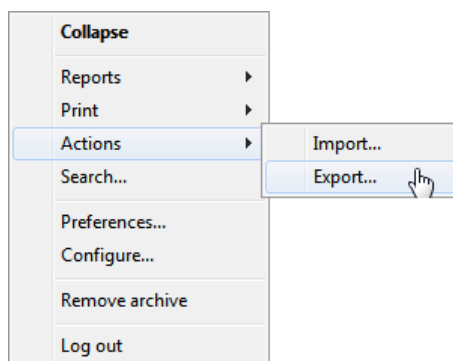 Collapse
Reports
Print
Actions
Import...
Search...
Export...
Preferences...
Configure...
Remove archive
Log out